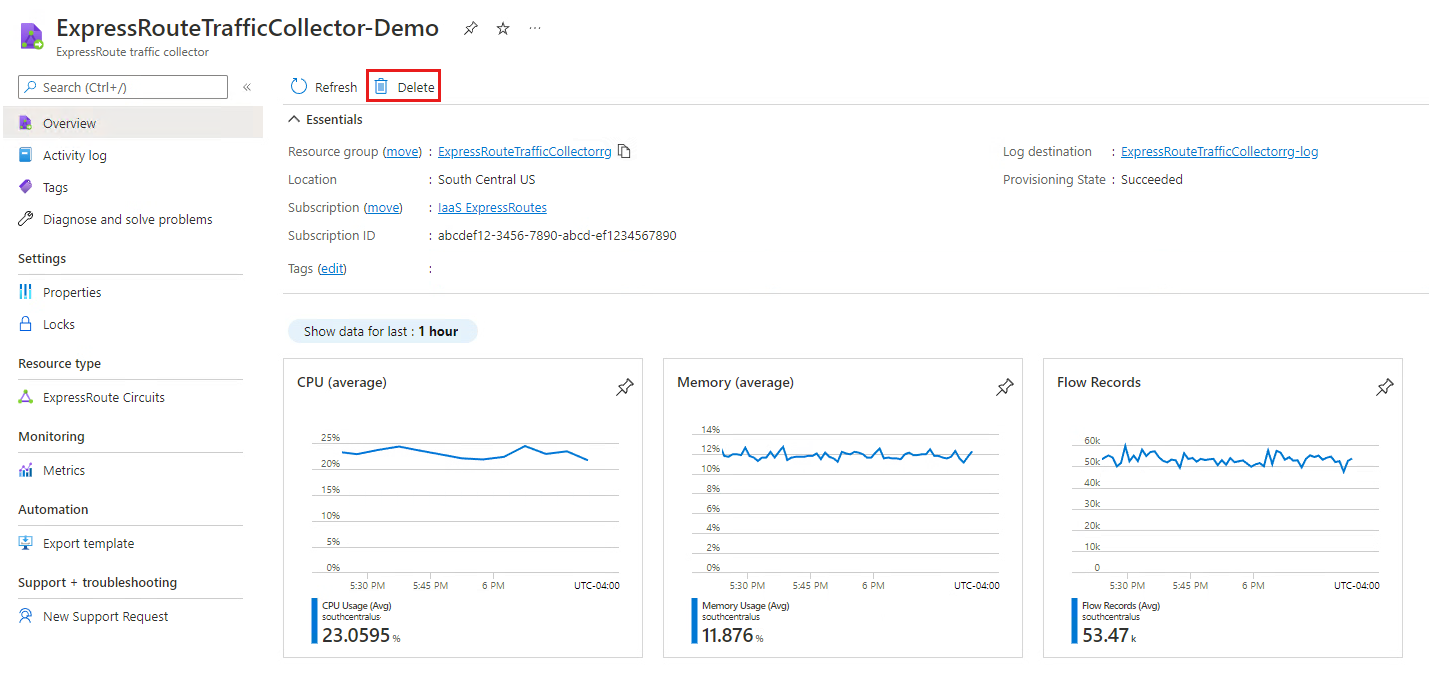 ExpressRouteTrafficCollector-Demo
ExpressRoute traffic collector
Search (Ctrl+/)
«
Overview
Activity log
Tags
Diagnose and solve problems
Settings
Properties
Locks
Resource type
ExpressRoute Circuits
Monitoring
Metrics
Automation
Export template
Support + troubleshooting
New Support Request
Refresh
Delete
Essentials
Resource group (move) : ExpressRouteTrafficCollectorrg
Location : South Central US
Subscription (move) : IaaS ExpressRoutes
Subscription ID : abcdef12-3456-7890-abcd-ef1234567890
Tags (edit) :
Log destination : ExpressRouteTrafficCollectorrg-log
Provisioning State : Succeeded
Show data for last : 1 hour
CPU (average)
25%
20%
15%
10%
5%
0%
5:30 PM 5:45 PM 6 PM UTC-04:00
CPU Usage (Avg)
southcentralus
23.0595 %
Memory (average)
14%
12%
10%
8%
6%
4%
2%
0%
5:30 PM 5:45 PM 6 PM UTC-04:00
Memory Usage (Avg)
southcentralus
11.876 %
Flow Records
60k
50k
40k
30k
20k
10k
0
5:30 PM 5:45 PM 6 PM UTC-04:00
Flow Records (Avg)
southcentralus
53.47 k